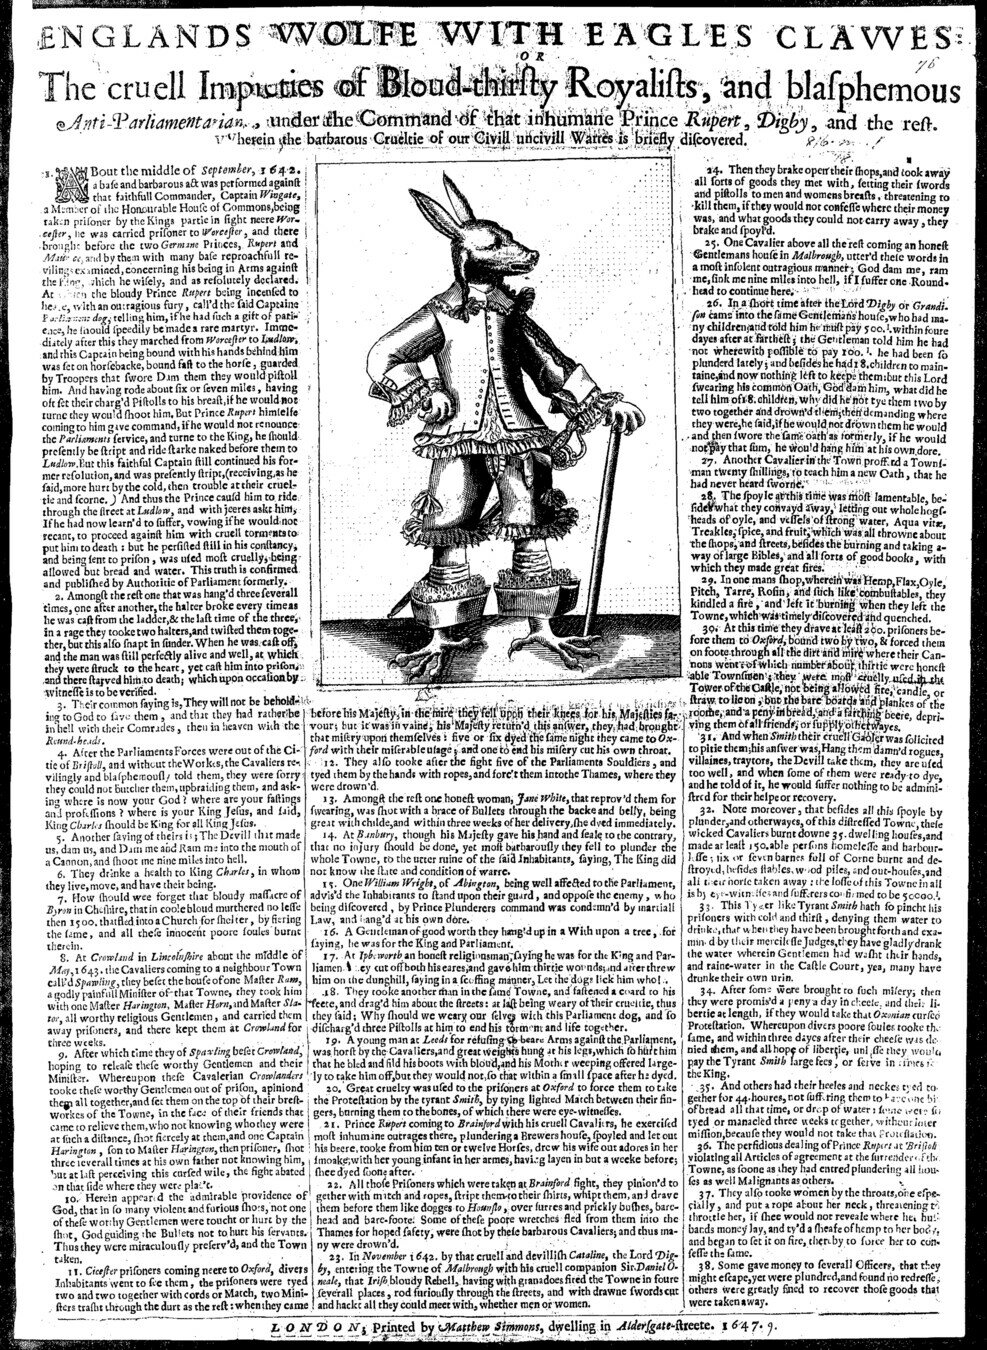 ENGLANDS WOLFE WITH EAGLES CLAWES:
OR
The cruell Impieties of Bloud-thirsty Royalists, and blasphemous
Anti-Parliamentarians, under the Command of that inhumane Prince Rupert, Digby, and the rest.
Wherein the barbarous Crueltie of our Civill uncivill Warres is briefly discovered.
76
1. ABout the middle of September, 1642.
a base and barbarous act was performed against
that faithfull Commander, Captain Wingate,
a Member of the Honourable House of Commons, being
taken prisoner by the Kings partie in fight neere Wor-
cester, he was carried prisoner to Worcester, and there
brought before the two Germane Princes, Rupert and
and by them with many base reproachfull re-
vilings examined, concerning his being in Arms against
the King, which he wisely, and as resolutely declared.
At which the bloudy Prince Rupert being incensed to
heare, with an outragious fury, call'd the said Captaine
Parliament dog, telling him, if he had such a gift of pati-
ence, he should speedily be made a rare martyr. Imme-
diately after this they marched from Worcester to Ludlow,
and this Captain being bound with his hands behind him
was set on horsebacke, bound fast to the horse, guarded
by Troopers that swore Dam them they would pistoll
him. And having rode about six or seven miles, having
oft set their charg'd Pistolls to his breast, if he would not
turne they would shoot him, But Prince Rupert himselfe
coming to him gave command, if he would not renounce
the Parliaments service, and turne to the King, he should
presently be stript and ride starke naked before them to
Ludlow. But this faithful Captain still continued his for-
mer resolution, and was presently stript, (receiving, as he
said, more hurt by the cold, then trouble at their cruel-
tie and scorne.) And thus the Prince causd him to ride
through the street at Ludlow, and with jeeres askt him,
If he had now learn'd to suffer, vowing if he would not
recant, to proceed against him with cruell torments to
put him to death: but he persisted still in his constancy,
and being sent to prison, was used most cruelly, being
allowed but bread and water. This truth is confirmed
and published by Authoritie of Parliament formerly.
2. Amongst the rest one that was hang'd three severall
times, one after another, the halter broke every time as
he was cast from the ladder, & the last time of the three,
in a rage they tooke two halters, and twisted them toge-
ther, but this also snapt in sunder. When he was cast off,
and the man was still perfectly alive and well, at which
they were struck to the heart, yet cast him into prison,
and there starved him to death; which upon occasion by
witnesse is to be verified.
3. Their common saying is, They will not be behold-
ing to God to save them, and that they had rather be
in hell with their Comrades, then in heaven with the
Round-heads.
4. After the Parliaments Forces were out of the Ci-
tie of Bristoll, and without the Works, the Cavaliers re-
vilingly and blasphemously told them, they were sorry
they could not butcher them, upbraiding them, and ask-
ing where is now your God? where are your fastings
and professions? where is your King Jesus, and said,
King Charles should be King for all King Jesus.
5. Another saying of theirs is; The Devill that made
us, dam us, and Dam me and Ram me into the mouth of
a Cannon, and shoot me nine miles into hell.
6. They drinke a health to King Charles, in whom
they live, move, and have their being.
7. How should wee forget that bloudy massacre of
Byron in Cheshire, that in coole bloud murthered no lesse
then 1500. that fled into a Church for shelter, by fiering
the same, and all these innocent poore soules burnt
therein.
8. At Crowland in Lincolnshire about the middle of
May, 1643. the Cavaliers coming to a neighbour Town
call'd Spawling, they beset the house of one Master Ram,
a godly painfull Minister of that Towne, they took him
with one Master Harington, Master Horn, and Master Sla-
tor, all worthy religious Gentlemen, and carried them
away prisoners, and there kept them at Crowland for
three weeks.
9. After which time they of Spawling beset Crowland,
hoping to release these worthy Gentlemen and their
Minister. Whereupon these Cavalerian Crowlanders
tooke these worthy Gentlemen out of prison, apiniond
them all together, and set them on the top of their brest-
workes of the Towne, in the face of their friends that
came to relieve them, who not knowing who they were
at such a distance, shot fiercely at them, and one Captain
Harington, son to Master Harington, then prisoner, shot
three severall times at his own father not knowing him,
but at last perceiving this cursed wile, the fight abated
on that side where they were plac't.
10. Herein appeared the admirable providence of
God, that in so many violent and furious shots, not one
of these worthy Gentlemen were toucht or hurt by the
shot, God guiding the Bullets not to hurt his servants.
Thus they were miraculously preserv'd, and the Town
taken.
11. Cicester prisoners coming neere to Oxford, divers
Inhabitants went to see them, the prisoners were tyed
two and two together with cords or Match, two Mini-
sters trasht through the durt as the rest: when they came
before his Majesty, in the mire they fell upon their knees for his Majesties fa-
vour; but it was in vaine; his Majesty return'd this answer, they had brought
that misery upon themselves: five or six dyed the same night they came to Ox-
ford with their miserable usage; and one to end his misery cut his own throat.
12. They also tooke after the fight five of the Parliaments Souldiers, and
tyed them by the hands with ropes, and forc't them into the Thames, where they
were drown'd.
13. Amongst the rest one honest woman, Jane White, that reprov'd them for
swearing, was shot with a brace of Bullets through the backe and belly, being
great with childe, and within three weeks of her delivery, she dyed immediately.
14. At Banbury, though his Majesty gave his hand and seale to the contrary,
that no injury should be done, yet most barbarously they fell to plunder the
whole Towne, to the utter ruine of the said Inhabitants, saying, The King did
not know the state and condition of warre.
15. One William Wright, of Abington, being well affected to the Parliament,
advis'd the Inhabitants to stand upon their guard, and oppose the enemy, who
being discovered, by Prince Plunderers command was condemn'd by martiall
Law, and hang'd at his own dore.
16. A Gentleman of good worth they hang'd up in a With upon a tree, for
saying, he was for the King and Parliament.
17. At Ipsworth an honest religious man, saying he was for the King and Par-
liament, they cut off both his eares, and gave him thirtie wounds, and after threw
him on the dunghill, saying in a scoffing manner, Let the dogs lick him whole.
18. They tooke another man in the same Towne, and fastened a coard to his
feete, and drag'd him about the streets: at last being weary of their crueltie, thus
they said; Why should we weary our selves with this Parliament dog, and so
discharg'd three Pistolls at him to end his torment and life together.
19. A young man at Leeds for refusing to beare Arms against the Parliament,
was horst by the Cavaliers, and great weights hung at his legs, which so hurt him
that he bled and fild his boots with bloud, and his Mother weeping offered large-
ly to take him off, but they would not, so that within a small space after he dyed.
20. Great cruelty was used to the prisoners at Oxford to force them to take
the Protestation by the tyrant Smith, by tying lighted Match between their fin-
gers, burning them to the bones, of which there were eye-witnesses.
21. Prince Rupert coming to Brainford with his cruell Cavaliers, he exercised
most inhumane outrages there, plundering a Brewers house, spoyled and let out
his beere, tooke from him ten or twelve Horses, drew his wife out adores in her
smoake, with her young infant in her armes, having layen in but a weeke before;
she dyed soone after.
22. All those Prisoners which were taken at Brainford fight, they pinion'd to
gether with match and ropes, stript them to their shirts, whipt them, and drave
them before them like dogges to Hounslo, over furres and prickly bushes, bare-
head and bare-foote. Some of these poore wretches fled from them into the
Thames for hoped safety, were shot by these barbarous Cavaliers; and thus ma-
ny were drown'd.
23. In November 1642. by that cruell and devillish Cataline, the Lord Dig-
by, entering the Towne of Malbrough with his cruell companion Sir Daniel O-
neale, that Irish bloudy Rebell, having with granadoes fired the Towne in foure
severall places, rod furiously through the streets, and with drawne swords cut
and hackt all they could meet with, whether men or women.
24. Then they brake open their shops, and took away
all sorts of goods they met with, setting their swords
and pistolls to men and womens breasts, threatening to
kill them, if they would not confesse where their money
was, and what goods they could not carry away, they
brake and spoyl'd.
25. One Cavalier above all the rest coming an honest
Gentlemans house in Malbrough, utter'd these words in
a most insolent outragious manner; God dam me, ram
me, sink me nine miles into hell, if I suffer one Round-
head to continue here.
26. In a short time after the Lord Digby or Grandi-
son came into the same Gentlemans house, who had ma-
ny children, and told him he must pay 500.l. within foure
dayes after at farthest; the Gentleman told him he had
not wherewith possible to pay 100.l. he had been so
plunderd lately; and besides he had 18. children to main-
taine, and now nothing left to keepe them: but this Lord
swearing his common Oath, God dam him, what did he
tell him of 18. children, why did he not tye them two by
two together and drown'd them, then demanding where
they were, he said, if he would not drown them he would
and then swore the same oath as formerly, if he would
not pay that sum, he wou'd hang him at his own dore.
27. Another Cavalier in the Town proff.rd a Towns-
man twenty shillings, to teach him a new Oath, that he
had never heard sworne.
28. The spoyle at this time was most lamentable, be-
sides what they convayd away, letting out whole hogs-
heads of oyle, and vessels of strong water, Aqua vitæ,
Treakles, spice, and fruit, which was all throwne about
the shops, and streets, besides the burning and taking a-
way of large Bibles, and all sorts of good books, with
which they made great fires.
29. In one mans shop, wherein was Hemp, Flax, Oyle,
Pitch, Tarre, Rosin, and such like combustables, they
kindled a fire, and left it burning when they left the
Towne, which was timely discovered and quenched.
30. At this time they drave at least 200. prisoners be-
fore them to Oxford, bound two by two, & forced them
on foote through all the dirt and mire where their Can-
nons went of which number about thirtie were honest
able Townsmen; they were most cruelly used in the
Tower of the Castle, not being allowed fire, candle, or
straw to lie on, but the bare boards and plankes of the
roome, and a peny in bread, and a farthing beere, depri-
ving them of all friends, or supply otherwayes.
31. And when Smith their cruell Gaoler was solicited
to pitie them; his answer was, Hang them damn'd rogues,
villaines, traytors, the Devill take them, they are used
too well, and when some of them were ready to dye,
and he told of it, he would suffer nothing to be admini-
stred for their helpe or recovery.
32. Note moreover, that besides all this spoyle by
plunder, and otherwayes, of this distressed Towne, these
wicked Cavaliers burnt downe 35. dwelling houses, and
made at least 150. able persons homelesse and harbour-
lesse; six or seven barnes full of Corne burnt and de-
stroyed, besides stables, wood piles, and out-houses, and
all their horse taken away: the losse of this Towne in all
is by eye-witnesses and sufferers confirmed to be 50000.l.
33. This Tyger like Tyrant Smith hath so pincht his
prisoners with cold and thirst, denying them water to
drinke, that when they have been brought forth and exa-
min'd by their mercilesse Judges, they have gladly drank
the water wherein Gentlemen had washt their hands,
and raine-water in the Castle Court, yea, many have
drunke their own urin.
34. After some were brought to such misery; then
they were promis'd a peny a day in cheese, and their li-
bertie at length, if they would take that Oxonian cursed
Protestation. Whereupon divers poore soules tooke the
same, and within three dayes after their cheese was de-
nied them, and all hope of libertie, unlesse they would
pay the Tyrant Smith large fees, or serve in Armes for
the King.
35. And others had their heeles and neckes tyed to-
gether for 44. houres, not suffring them to have one bit
of bread all that time, or drop of water: some were so
tyed or manacled three weeks together, without inter
mission, because they would not take that Protestation.
36. The perfidious dealing of Prince Rupert at Bristoll
violating all Articles of agreement at the surrender of the
Towne, as soone as they had entred plundering all hou-
ses as well Malignants as others.
37. They also tooke women by the throats, one espe-
cially, and put a rope about her neck, threatening to
throttle her, if shee would not reveale where her hus-
bands money lay, and ty'd a sheafe of hemp to her body,
and began to set it on fire, therby to force her to con-
fesse the same.
38. Some gave money to severall Officers, that they
might escape, yet were plundred, and found no redresse,
others were greatly fined to recover those goods that
were taken away.
LONDON, Printed by Matthew Simmons, dwelling in Aldersgate-streete. 1647.9.